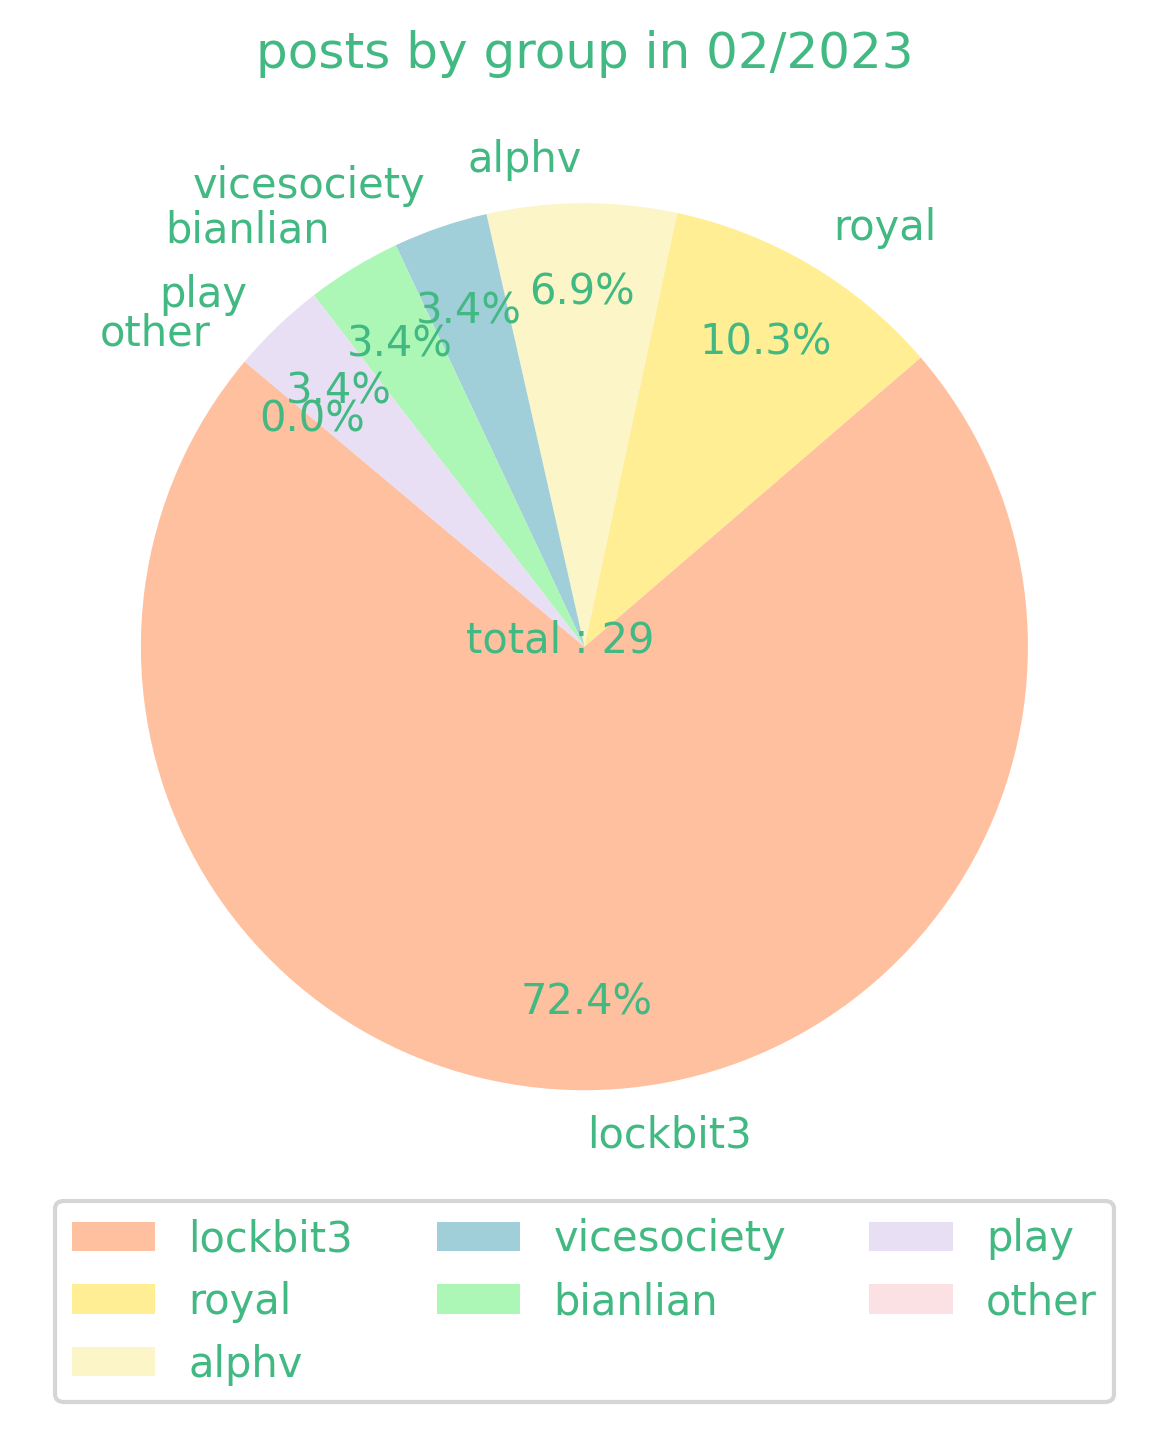 posts by group in 02/2023
alphv
vicesociety
royal
bianlian
play
other
6.9%
3.4%
10.3%
3.4%
3.4%
0.0%
total : 29
72.4%
lockbit3
lockbit3
royal
alphv
vicesociety
bianlian
play
other